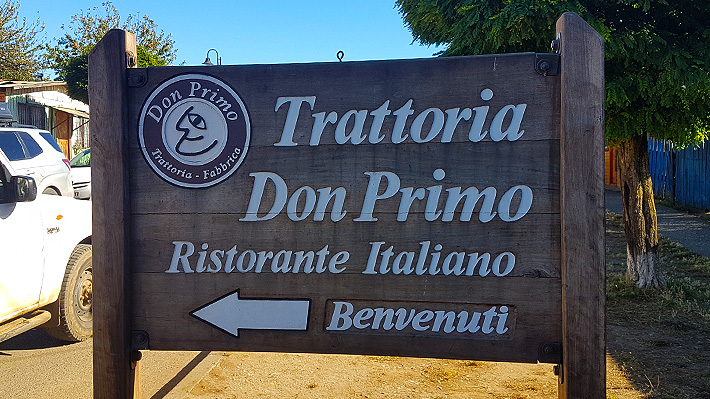 Don Primo
Trattoria - Fabbrica
Trattoria
Don Primo
Ristorante Italiano
Benvenuti